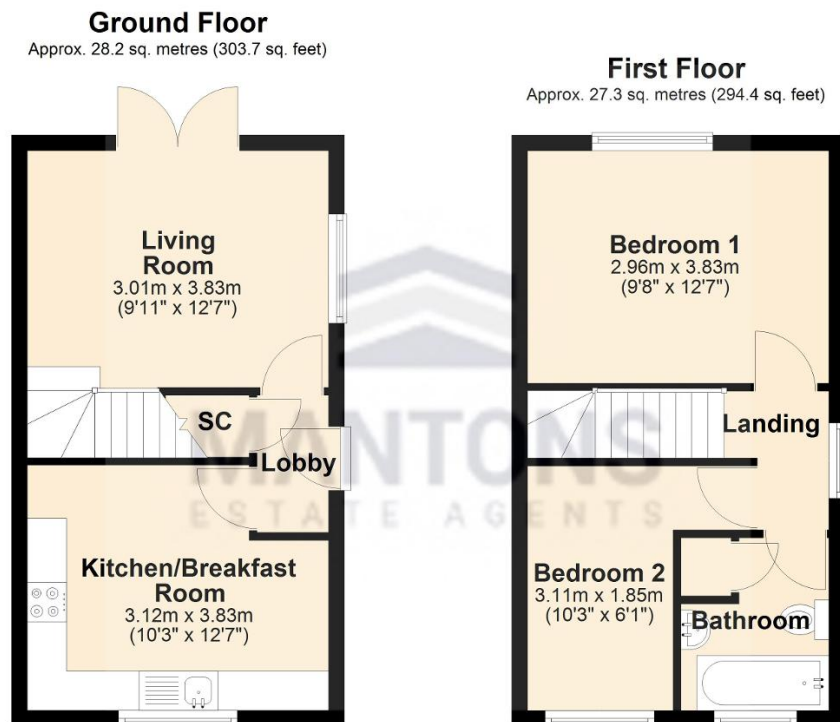 Ground Floor
Approx. 28.2 sq. metres (303.7 sq. feet)
Living
Room
3.01m x 3.83m
(9'11" x 12'7")
SC
Lobby
Kitchen/Breakfast
Room
3.12m x 3.83m
(10'3" x 12'7")
First Floor
Approx. 27.3 sq. metres (294.4 sq. feet)
Bedroom 1
2.96m x 3.83m
(9'8" x 12'7")
Landing
Bedroom 2
3.11m x 1.85m
(10'3" x 6'1")
Bathroom
MANTONS
ESTATE AGENTS